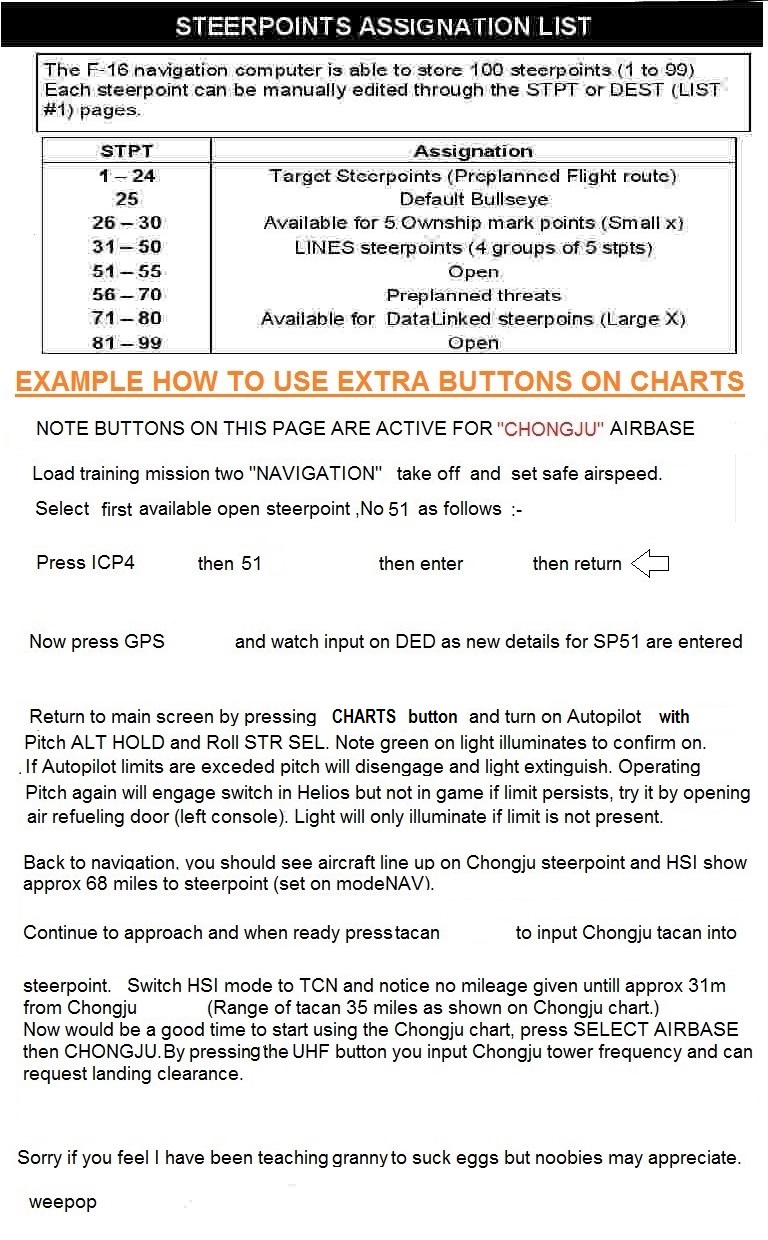 STEERPOINTS ASSIGNATION LIST
The F-16 navigation computer is able to store 100 steerpoints (1 to 99)
Each steerpoint can be manually edited through the STPT or DEST (LIST
#1) pages.
STPT Assignation
1 – 24 Target Steerpoints (Preplanned Flight route)
25 Default Bullseye
26 – 30 Available for 5 Ownship mark points (Small x)
31 – 50 LINES steerpoints (4 groups of 5 stpts)
51 – 55 Open
56 – 70 Preplanned threats
71 – 80 Available for DataLinked steerpoins (Large X)
81 – 99 Open
EXAMPLE HOW TO USE EXTRA BUTTONS ON CHARTS
NOTE BUTTONS ON THIS PAGE ARE ACTIVE FOR "CHONGJU" AIRBASE
Load training mission two "NAVIGATION" take off and set safe airspeed.
Select first available open steerpoint ,No 51 as follows :-
Press ICP4 then 51 then enter then return
Now press GPS and watch input on DED as new details for SP51 are entered
Return to main screen by pressing CHARTS button and turn on Autopilot with
Pitch ALT HOLD and Roll STR SEL. Note green on light illuminates to confirm on.
. If Autopilot limits are exceded pitch will disengage and light extinguish. Operating
Pitch again will engage switch in Helios but not in game if limit persists, try it by opening
air refueling door (left console). Light will only illuminate if limit is not present.
Back to navigation, you should see aircraft line up on Chongju steerpoint and HSI show
approx 68 miles to steerpoint (set on modeNAV).
Continue to approach and when ready press tacan to input Chongju tacan into
steerpoint. Switch HSI mode to TCN and notice no mileage given untill approx 31m
from Chongju (Range of tacan 35 miles as shown on Chongju chart.)
Now would be a good time to start using the Chongju chart, press SELECT AIRBASE
then CHONGJU. By pressing the UHF button you input Chongju tower frequency and can
request landing clearance.
Sorry if you feel I have been teaching granny to suck eggs but noobies may appreciate.
weepop